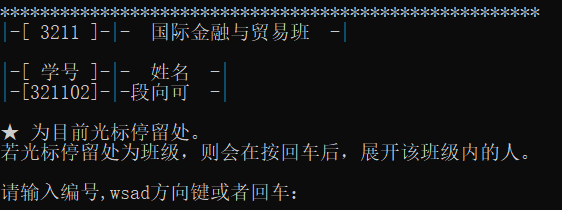 ******************************************************
|-[ 3211 ]-|-  国际金融与贸易班  -|
|-[ 学号 ]-|-  姓名  -|
|-[321102]-|-段向可  -|
★ 为目前光标停留处。
若光标停留处为班级，则会在按回车后，展开该班级内的人。
请输入编号,wsad方向键或者回车：